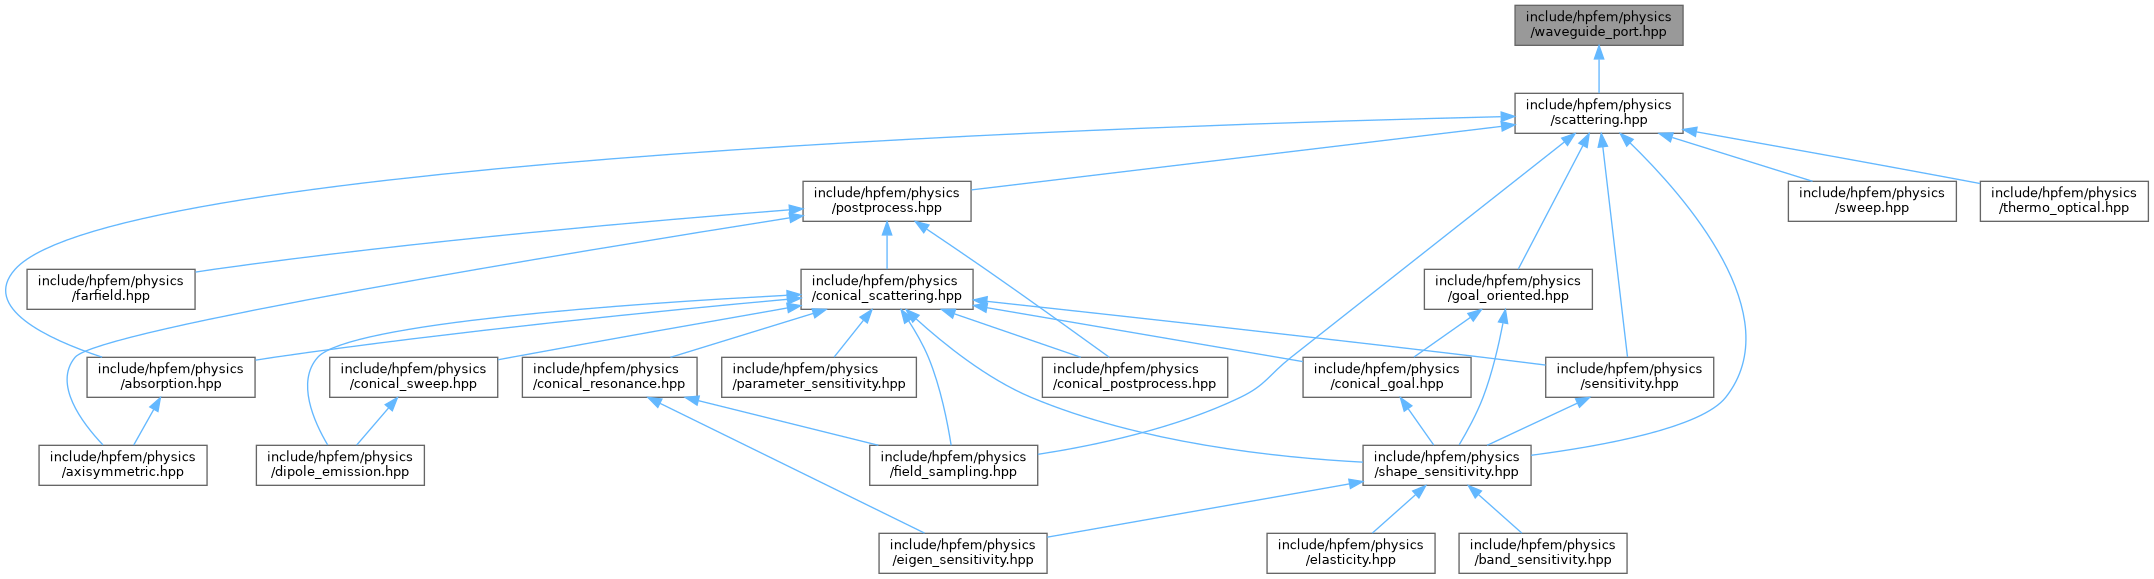 include/hpfem/physics
/waveguide_port.hpp
include/hpfem/physics
/scattering.hpp
include/hpfem/physics
/postprocess.hpp
include/hpfem/physics
/sweep.hpp
include/hpfem/physics
/thermo_optical.hpp
include/hpfem/physics
/farfield.hpp
include/hpfem/physics
/conical_scattering.hpp
include/hpfem/physics
/goal_oriented.hpp
include/hpfem/physics
/absorption.hpp
include/hpfem/physics
/conical_sweep.hpp
include/hpfem/physics
/conical_resonance.hpp
include/hpfem/physics
/parameter_sensitivity.hpp
include/hpfem/physics
/conical_postprocess.hpp
include/hpfem/physics
/conical_goal.hpp
include/hpfem/physics
/sensitivity.hpp
include/hpfem/physics
/axisymmetric.hpp
include/hpfem/physics
/dipole_emission.hpp
include/hpfem/physics
/field_sampling.hpp
include/hpfem/physics
/shape_sensitivity.hpp
include/hpfem/physics
/eigen_sensitivity.hpp
include/hpfem/physics
/elasticity.hpp
include/hpfem/physics
/band_sensitivity.hpp